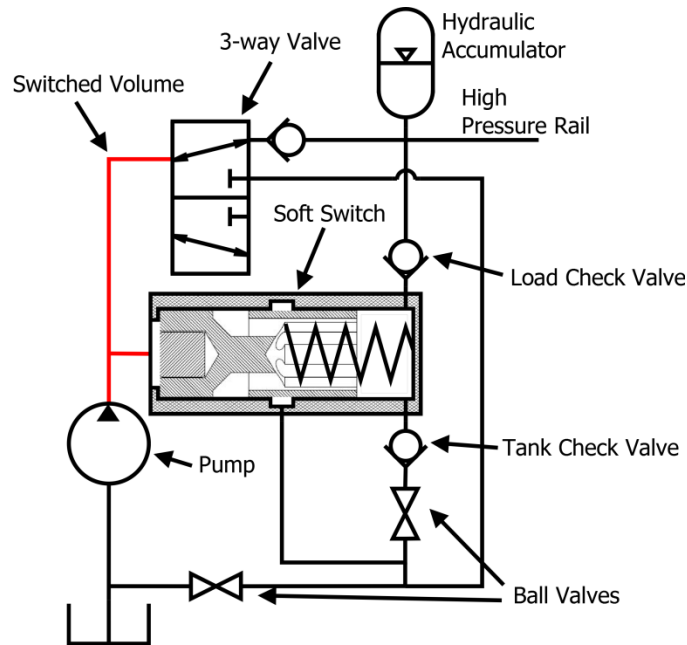 Hydraulic
Accumulator
3-way Valve
Switched Volume
High
Pressure Rail
Soft Switch
Load Check Valve
Tank Check Valve
Pump
Ball Valves